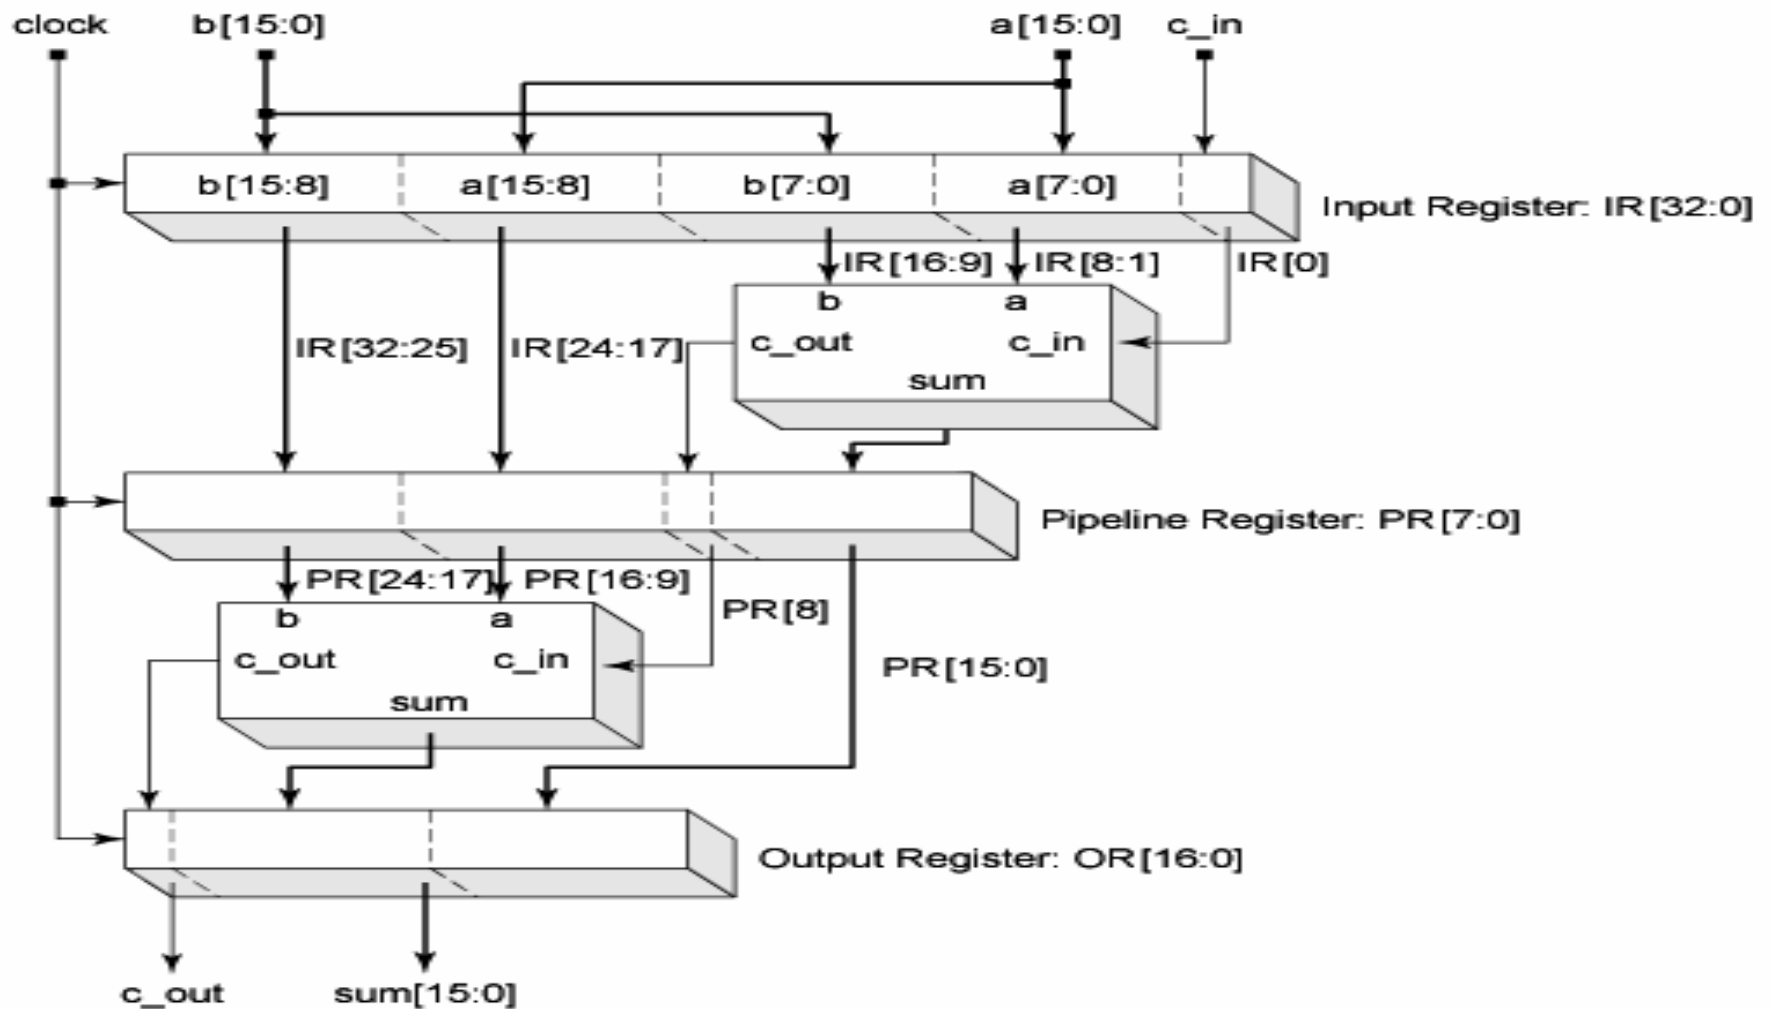 clock b[15:0] a[15:0] c_in
b[15:8] a[15:8] b[7:0] a[7:0]
Input Register: IR[32:0]
IR[16:9] IR[8:1] IR[0]
b a
IR[32:25] IR[24:17] c_out c_in
sum
Pipeline Register: PR[7:0]
PR[24:17] PR[16:9]
b a PR[8]
c_out c_in PR[15:0]
sum
Output Register: OR[16:0]
c_out sum[15:0]